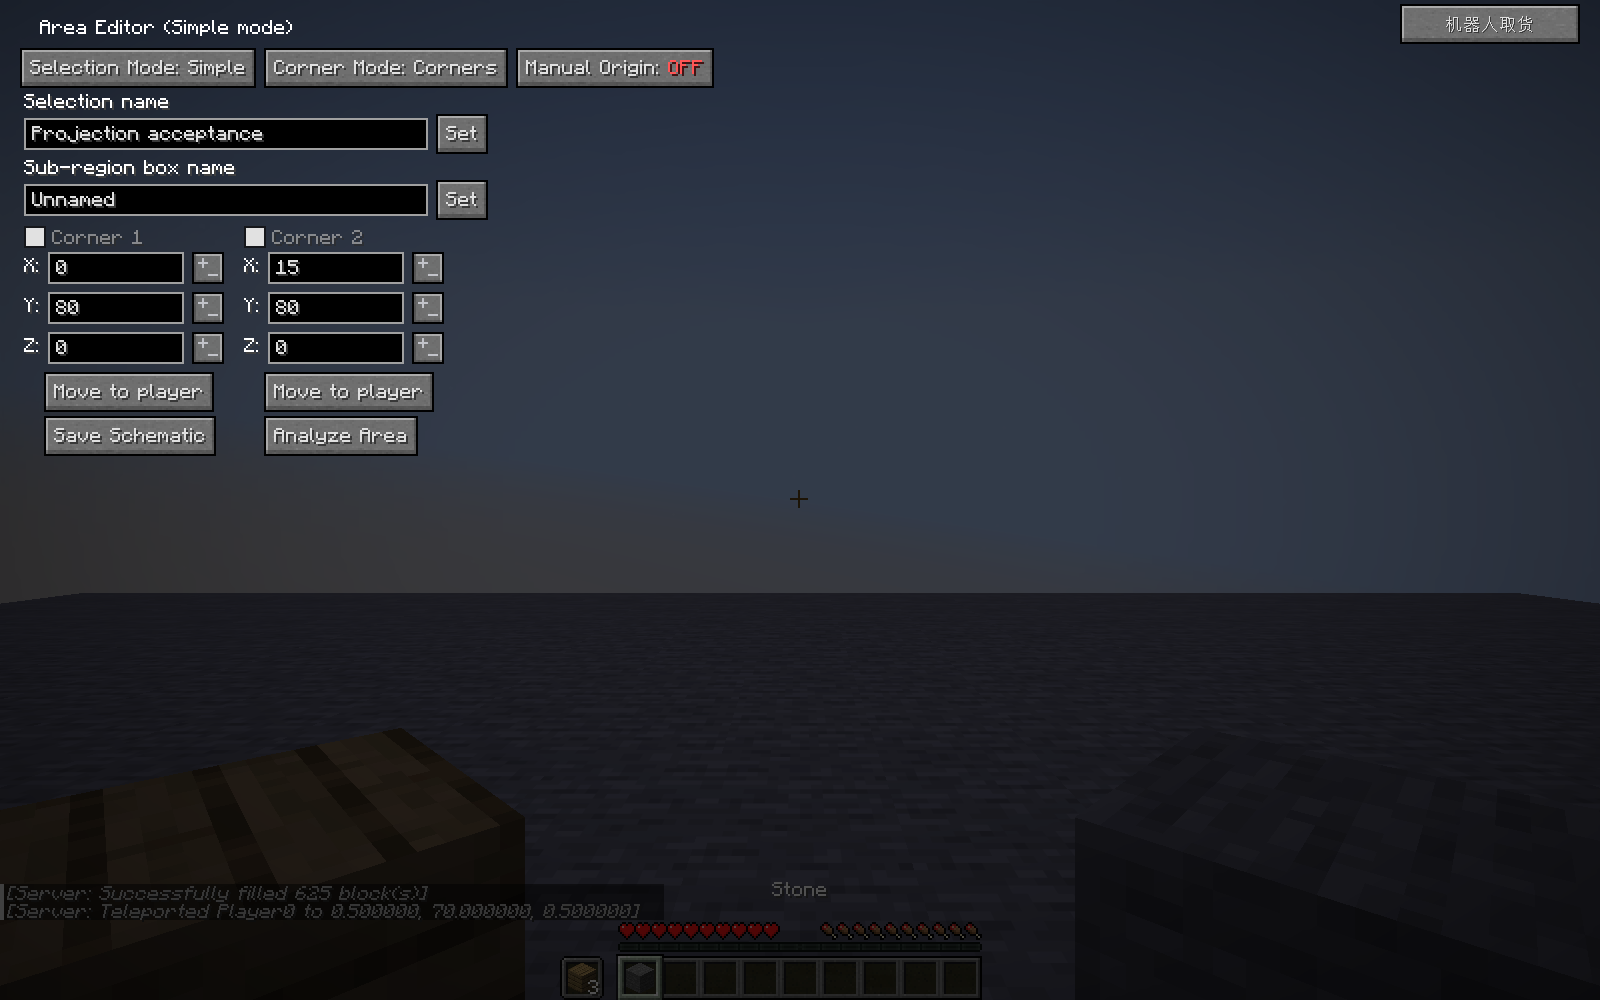 Area Editor (Simple mode)
机器人取货
Selection Mode: Simple
Corner Mode: Corners
Manual Origin: OFF
Selection name
Projection acceptance
Set
Sub-region box name
Unnamed
Set
Corner 1
Corner 2
X: 0
+-
X: 15
+-
Y: 80
+-
Y: 80
+-
Z: 0
+-
Z: 0
+-
Move to player
Move to player
Save Schematic
Analyze Area
Stone
[Server: Successfully filled 625 block(s)]
[Server: Teleported Player0 to 0.500000, 70.000000, 0.500000]
3